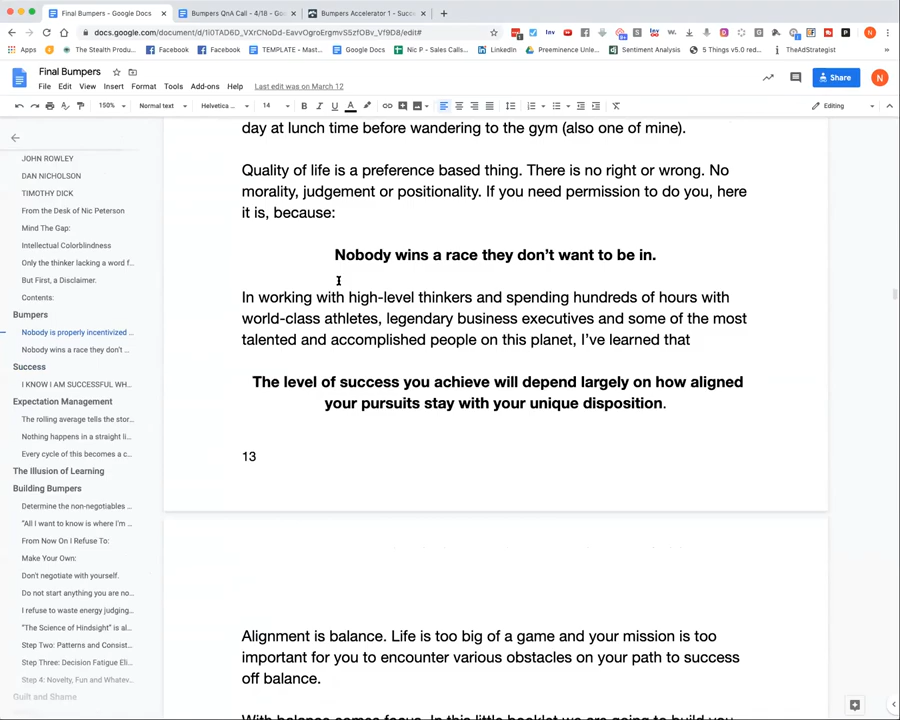 Final Bumpers - Google Docs
Bumpers QnA Call - 4/18 - Go
Bumpers Accelerator 1 - Succe
docs.google.com/document/d/1i0TAD6D_VXrCNoDd-EavvOgroErgmvS5zfOBv_Vf9D8/edit#
Apps
The Stealth Produ...
Facebook
Facebook
TEMPLATE - Mast...
Google Docs
Nic P - Sales Calls...
LinkedIn
Preeminence Unle...
Sentiment Analysis
5 Things v5.0 red...
TheAdStrategist
Final Bumpers
File Edit View Insert Format Tools Add-ons Help Last edit was on March 12
Share
N
150% Normal text Helvetica ... 14 B I U A Editing
JOHN ROWLEY
DAN NICHOLSON
TIMOTHY DICK
From the Desk of Nic Peterson
Mind The Gap:
Intellectual Colorblindness
Only the thinker lacking a word f...
But First, a Disclaimer.
Contents:
Bumpers
Nobody is properly incentivized ...
Nobody wins a race they don't ...
Success
I KNOW I AM SUCCESSFUL WH...
Expectation Management
The rolling average tells the stor...
Nothing happens in a straight li...
Every cycle of this becomes a c...
The Illusion of Learning
Building Bumpers
Determine the non-negotiables ...
“All I want to know is where I'm ...
From Now On I Refuse To:
Make Your Own:
Don't negotiate with yourself.
Do not start anything you are no...
I refuse to waste energy judging...
“The Science of Hindsight” is al...
Step Two: Patterns and Consist...
Step Three: Decision Fatigue Eli...
Step 4: Novelty, Fun and Whatev...
Guilt and Shame
day at lunch time before wandering to the gym (also one of mine).
Quality of life is a preference based thing. There is no right or wrong. No
morality, judgement or positionality. If you need permission to do you, here
it is, because:
Nobody wins a race they don’t want to be in.
In working with high-level thinkers and spending hundreds of hours with
world-class athletes, legendary business executives and some of the most
talented and accomplished people on this planet, I’ve learned that
The level of success you achieve will depend largely on how aligned
your pursuits stay with your unique disposition.
13
Alignment is balance. Life is too big of a game and your mission is too
important for you to encounter various obstacles on your path to success
off balance.
With balance comes focus. In this little booklet we are going to build you